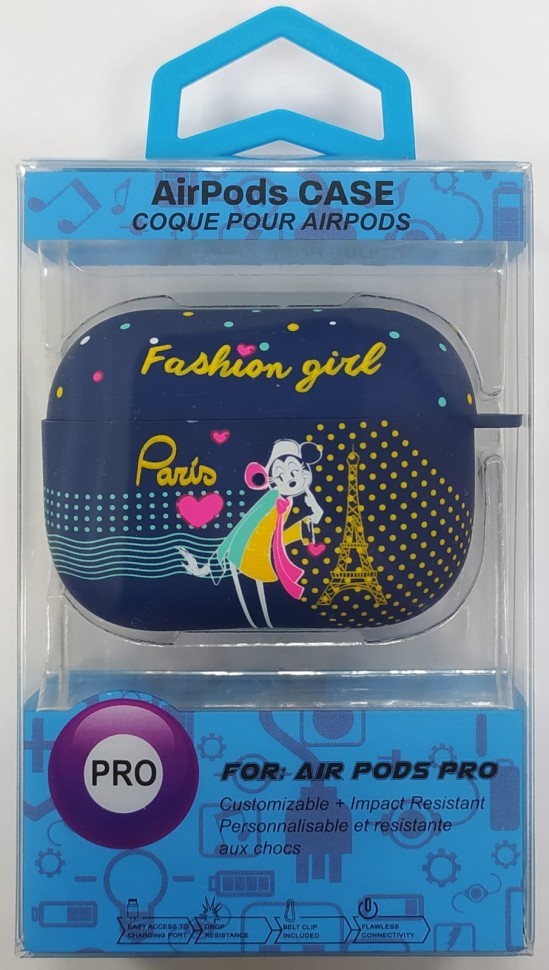 AirPods CASE
COQUE POUR AIRPODS
Fashion girl
Paris
PRO
FOR: AIR PODS PRO
Customizable + Impact Resistant
Personnalisable et resistante
aux chocs
EASY ACCESS TO
CHARGING PORT
DROP
RESISTANCE
BELT CLIP
INCLUDED
FLAWLESS
CONNECTIVITY